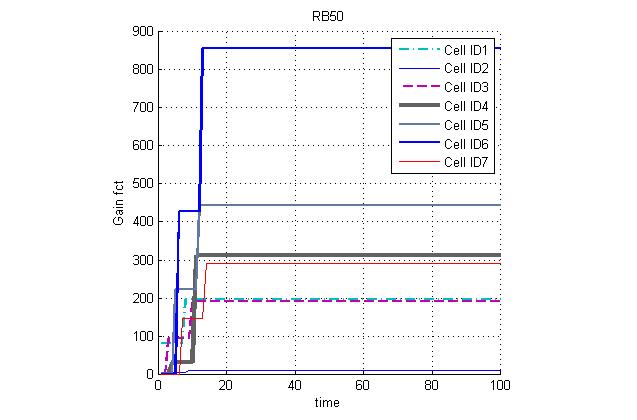 RB50
900
800
700
600
500
400
300
200
100
0
Gain fct
Cell ID1
Cell ID2
Cell ID3
Cell ID4
Cell ID5
Cell ID6
Cell ID7
0 20 40 60 80 100
time